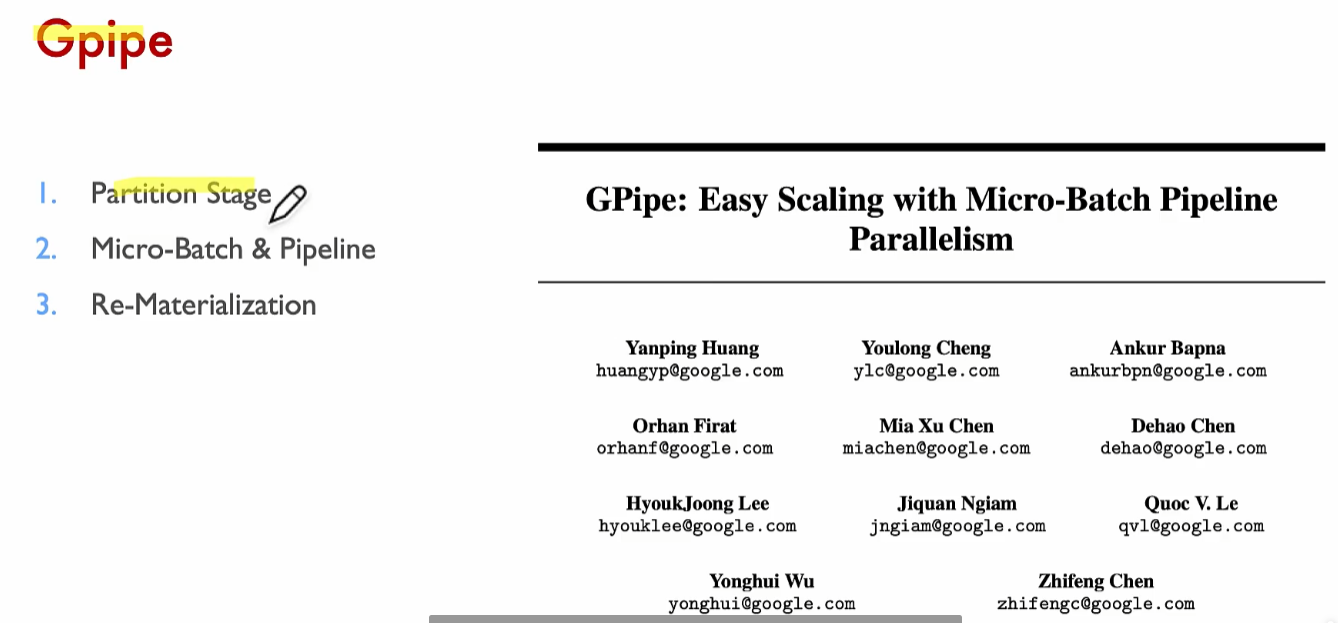 Gpipe
1. Partition Stage
2. Micro-Batch & Pipeline
3. Re-Materialization
GPipe: Easy Scaling with Micro-Batch Pipeline
Parallelism
Yanping Huang
huangyp@google.com
Youlong Cheng
ylc@google.com
Ankur Bapna
ankurbpn@google.com
Orhan Firat
orhanf@google.com
Mia Xu Chen
miachen@google.com
Dehao Chen
dehao@google.com
HyoukJoong Lee
hyouklee@google.com
Jiquan Ngiam
jngiam@google.com
Quoc V. Le
qvl@google.com
Yonghui Wu
yonghui@google.com
Zhifeng Chen
zhifengc@google.com